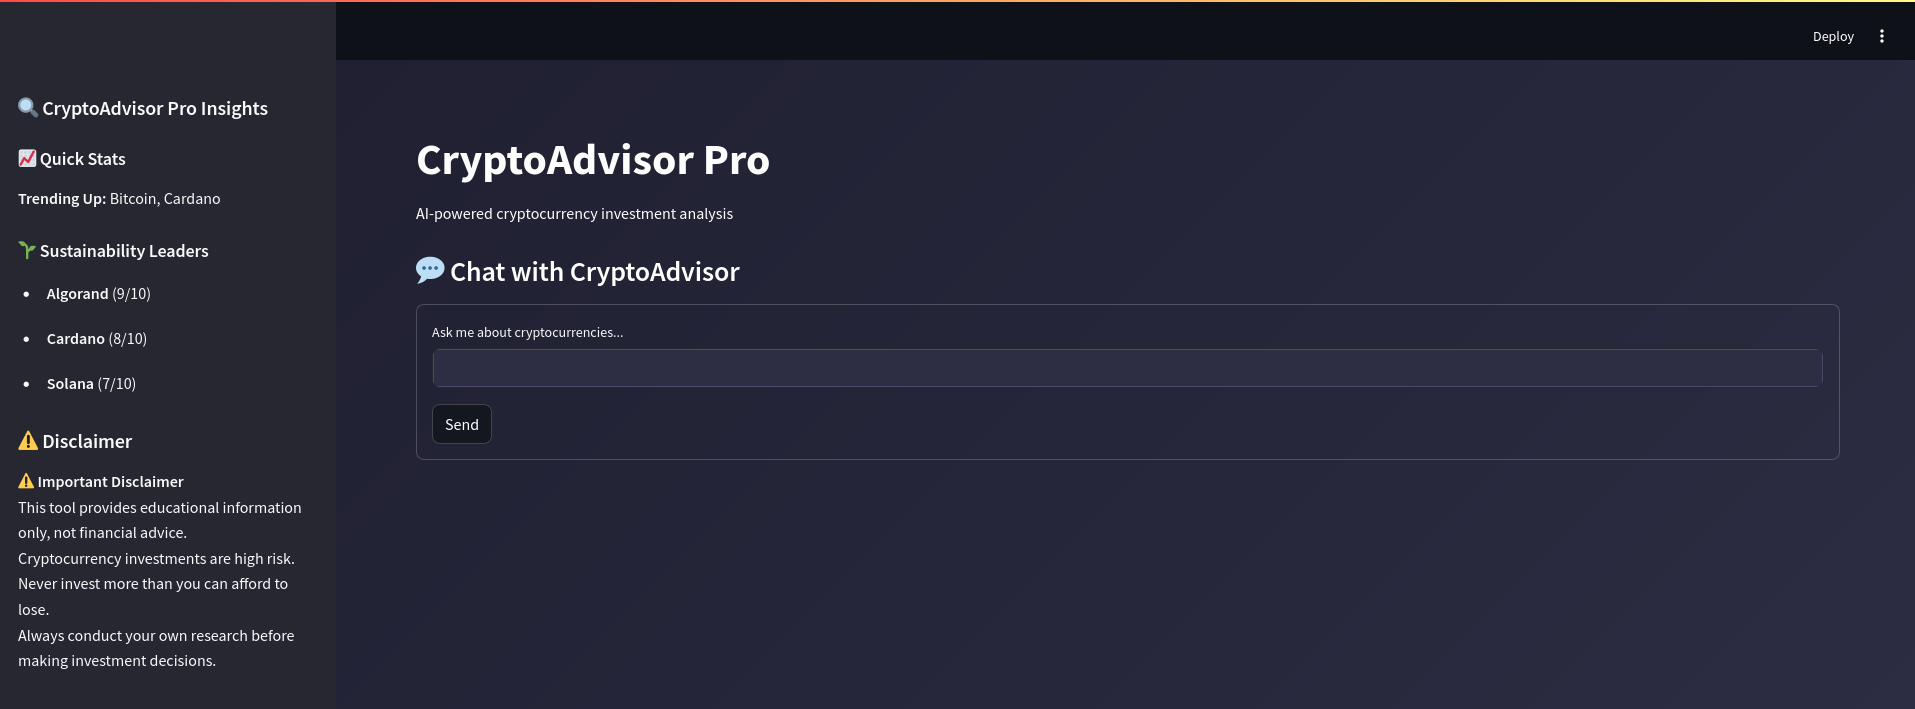 Deploy
🔍 CryptoAdvisor Pro Insights
📈 Quick Stats
Trending Up: Bitcoin, Cardano
🌱 Sustainability Leaders
• Algorand (9/10)
• Cardano (8/10)
• Solana (7/10)
⚠️ Disclaimer
⚠️ Important Disclaimer
This tool provides educational information
only, not financial advice.
Cryptocurrency investments are high risk.
Never invest more than you can afford to
lose.
Always conduct your own research before
making investment decisions.
CryptoAdvisor Pro
AI-powered cryptocurrency investment analysis
💬 Chat with CryptoAdvisor
Ask me about cryptocurrencies...
Send